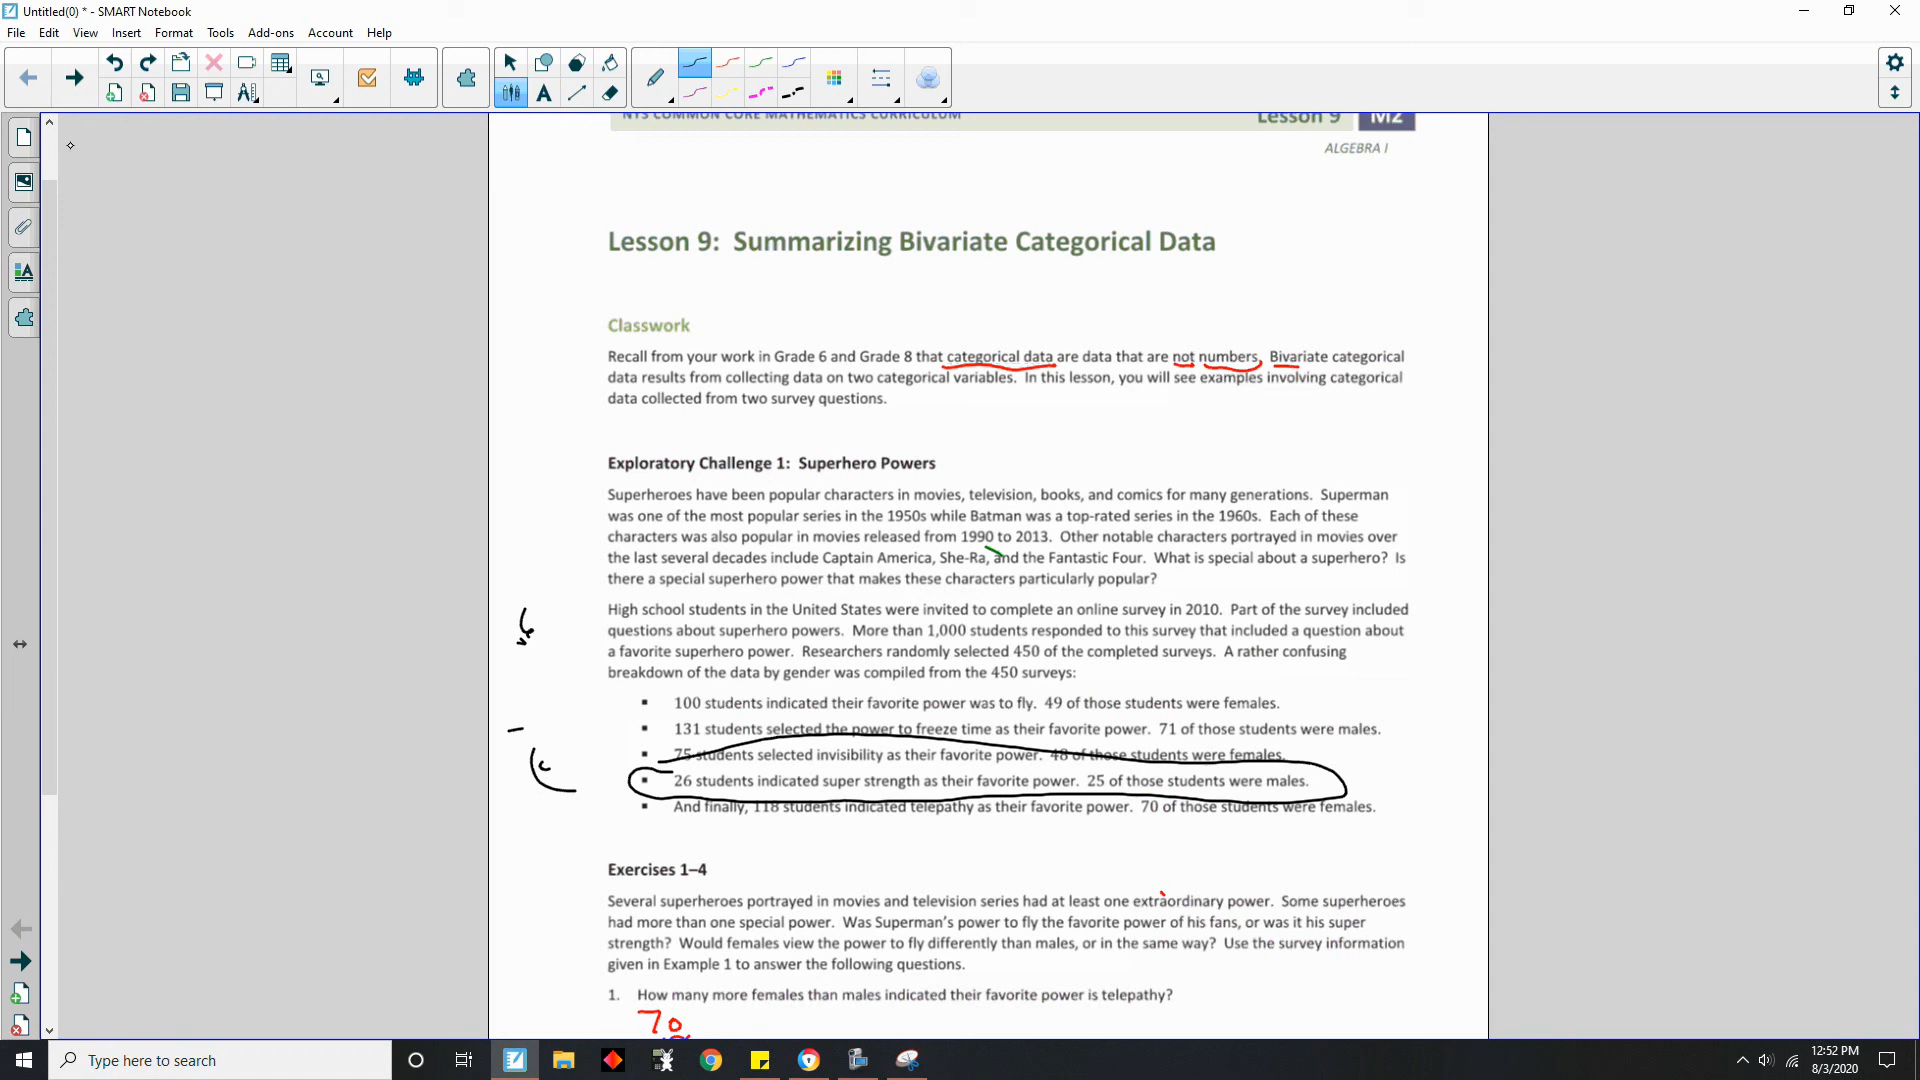 Untitled(0) * - SMART Notebook
File Edit View Insert Format Tools Add-ons Account Help
NYS COMMON CORE MATHEMATICS CURRICULUM Lesson 9 M2
ALGEBRA I
Lesson 9: Summarizing Bivariate Categorical Data
Classwork
Recall from your work in Grade 6 and Grade 8 that categorical data are data that are not numbers. Bivariate categorical
data results from collecting data on two categorical variables. In this lesson, you will see examples involving categorical
data collected from two survey questions.
Exploratory Challenge 1: Superhero Powers
Superheroes have been popular characters in movies, television, books, and comics for many generations. Superman
was one of the most popular series in the 1950s while Batman was a top-rated series in the 1960s. Each of these
characters was also popular in movies released from 1990 to 2013. Other notable characters portrayed in movies over
the last several decades include Captain America, She-Ra, and the Fantastic Four. What is special about a superhero? Is
there a special superhero power that makes these characters particularly popular?
High school students in the United States were invited to complete an online survey in 2010. Part of the survey included
questions about superhero powers. More than 1,000 students responded to this survey that included a question about
a favorite superhero power. Researchers randomly selected 450 of the completed surveys. A rather confusing
breakdown of the data by gender was compiled from the 450 surveys:
▪ 100 students indicated their favorite power was to fly. 49 of those students were females.
▪ 131 students selected the power to freeze time as their favorite power. 71 of those students were males.
▪ 75 students selected invisibility as their favorite power. 48 of those students were females.
▪ 26 students indicated super strength as their favorite power. 25 of those students were males.
▪ And finally, 118 students indicated telepathy as their favorite power. 70 of those students were females.
Exercises 1–4
Several superheroes portrayed in movies and television series had at least one extraordinary power. Some superheroes
had more than one special power. Was Superman's power to fly the favorite power of his fans, or was it his super
strength? Would females view the power to fly differently than males, or in the same way? Use the survey information
given in Example 1 to answer the following questions.
1. How many more females than males indicated their favorite power is telepathy?
70
Type here to search
12:52 PM
8/3/2020